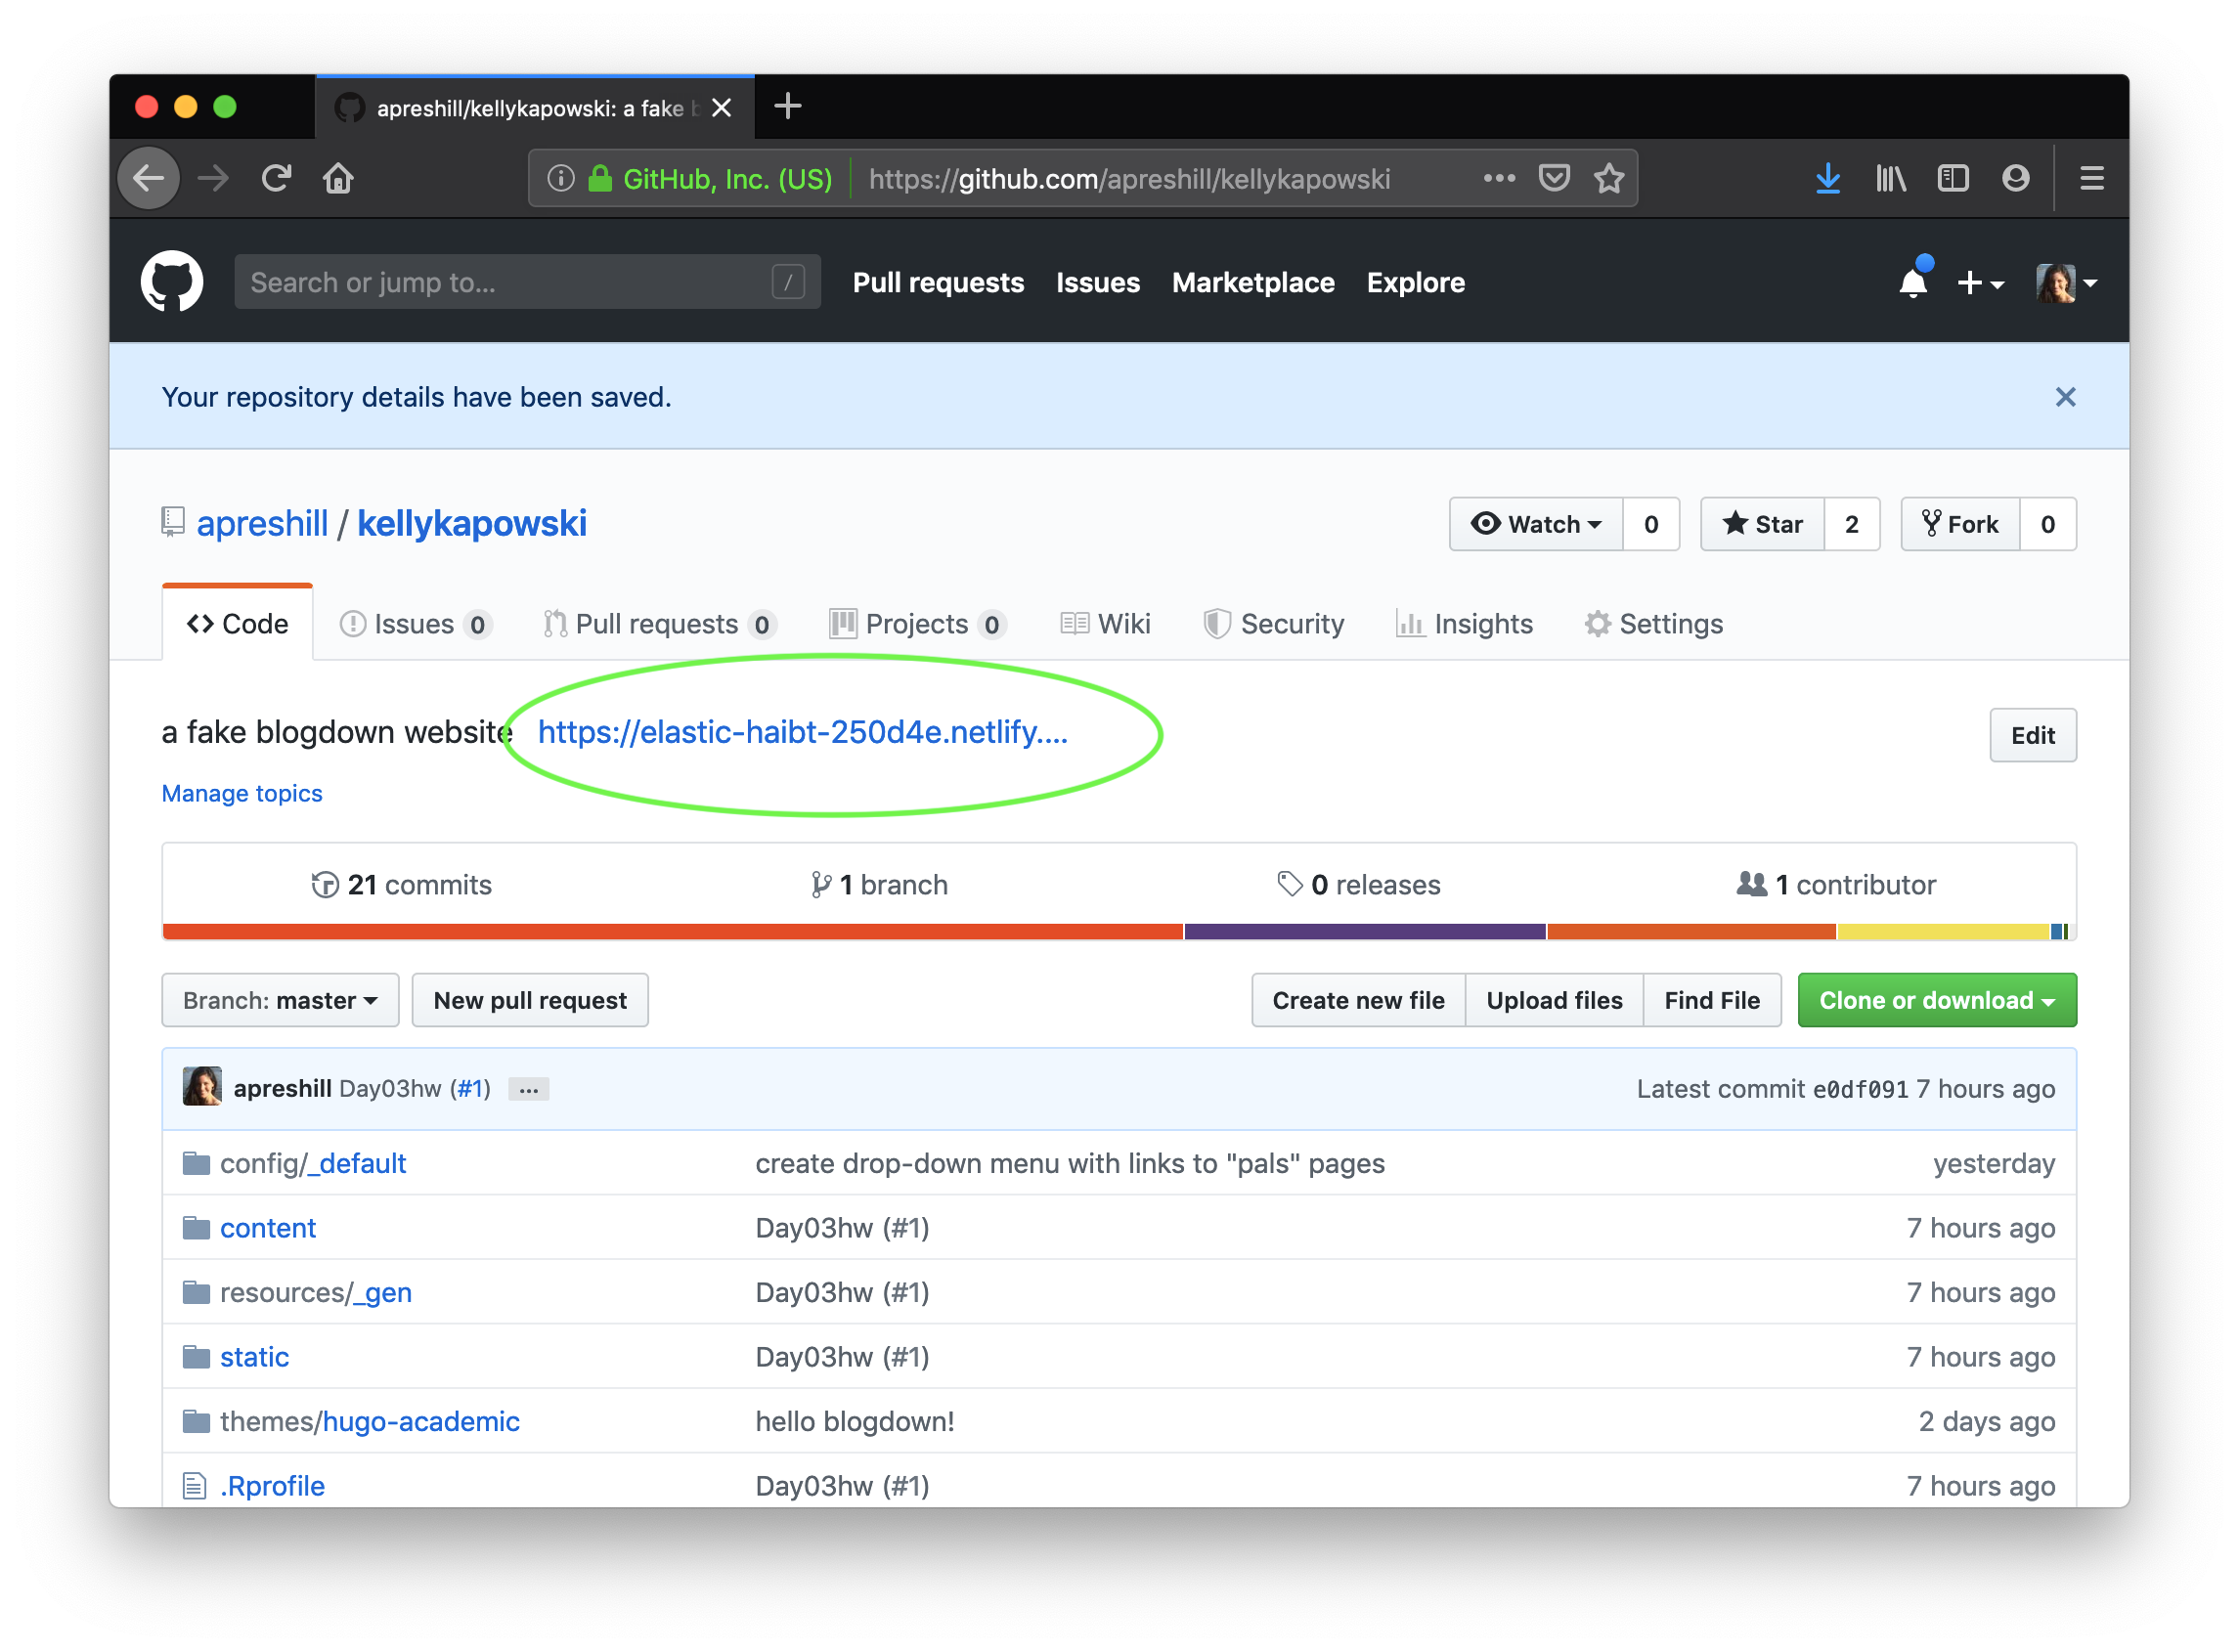 apreshill/kellykapowski: a fake
GitHub, Inc. (US) https://github.com/apreshill/kellykapowski
Search or jump to... / Pull requests Issues Marketplace Explore
Your repository details have been saved.
apreshill / kellykapowski Watch 0 Star 2 Fork 0
Code Issues 0 Pull requests 0 Projects 0 Wiki Security Insights Settings
a fake blogdown website https://elastic-haibt-250d4e.netlify.... Edit
Manage topics
21 commits 1 branch 0 releases 1 contributor
Branch: master New pull request Create new file Upload files Find File Clone or download
apreshill Day03hw (#1) ... Latest commit e0df091 7 hours ago
config/_default create drop-down menu with links to "pals" pages yesterday
content Day03hw (#1) 7 hours ago
resources/_gen Day03hw (#1) 7 hours ago
static Day03hw (#1) 7 hours ago
themes/hugo-academic hello blogdown! 2 days ago
.Rprofile Day03hw (#1) 7 hours ago